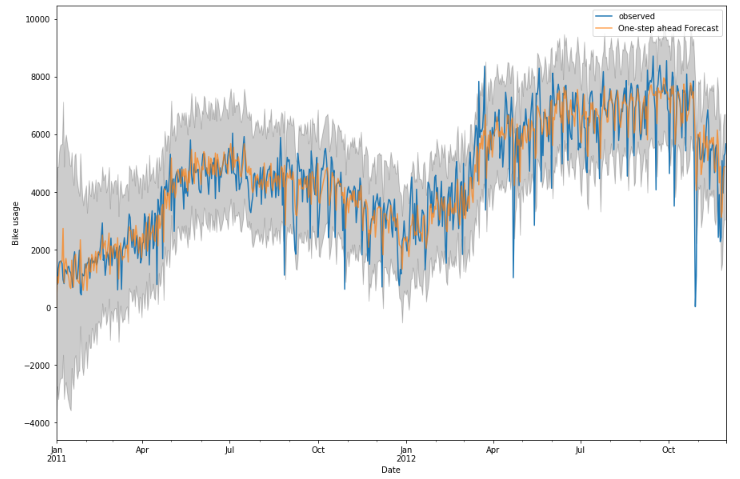 observed
One-step ahead Forecast
10000
8000
6000
4000
2000
0
−2000
−4000
Bike usage
Jan Apr Jul Oct Jan Apr Jul Oct
2011 2012
Date